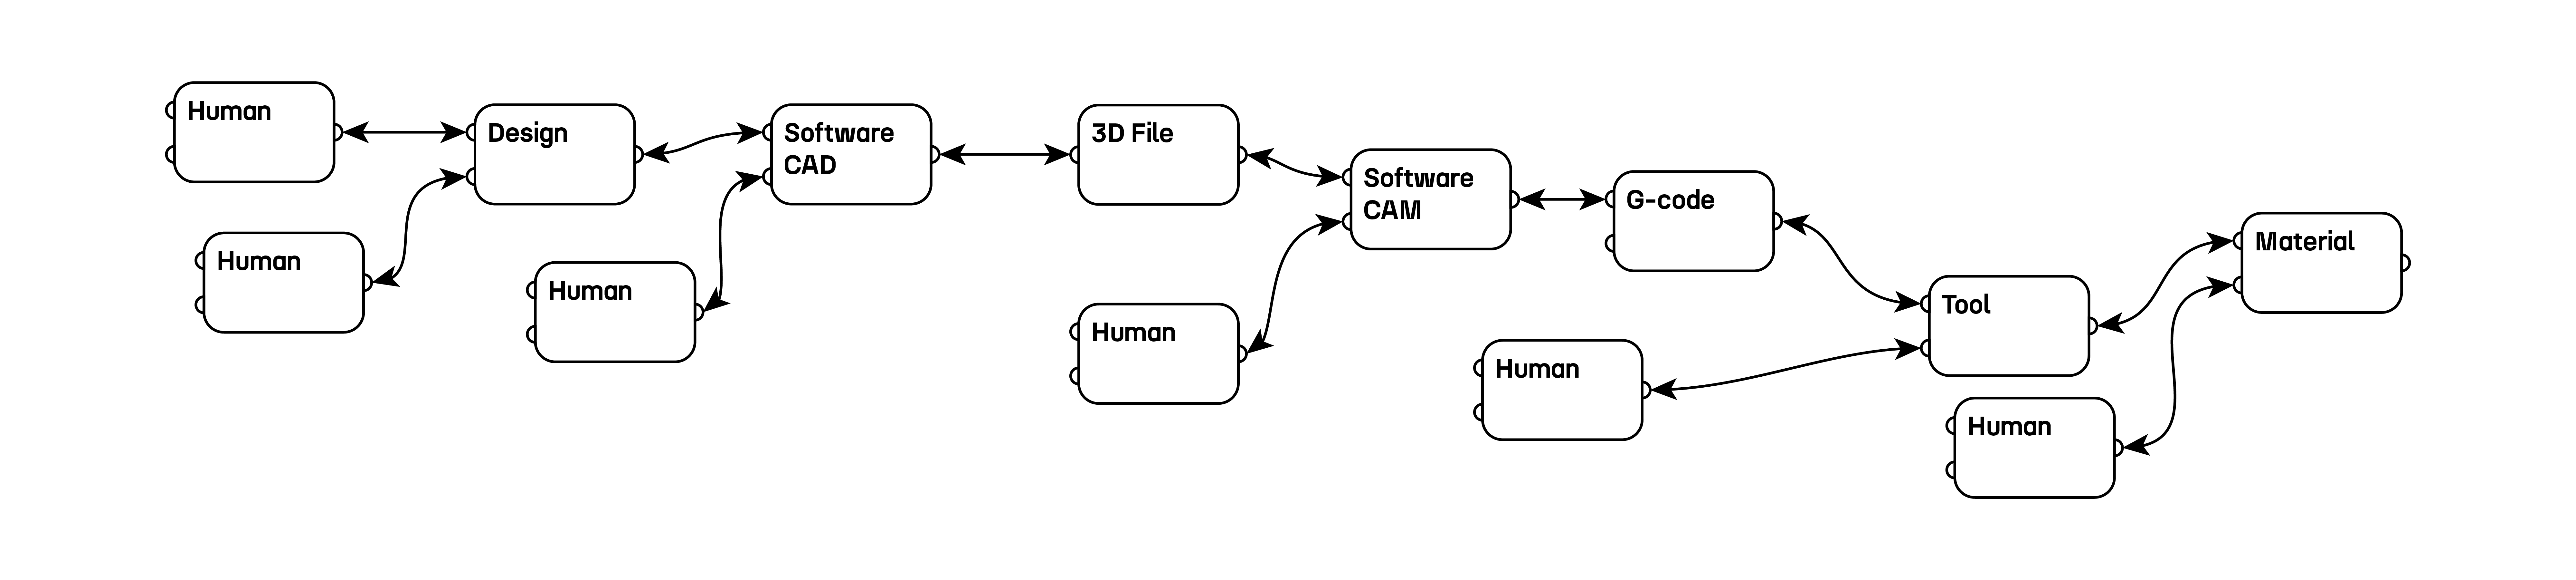 Human
Design
Software
CAD
3D File
Software
CAM
G-code
Material
Human
Human
Tool
Human
Human
Human